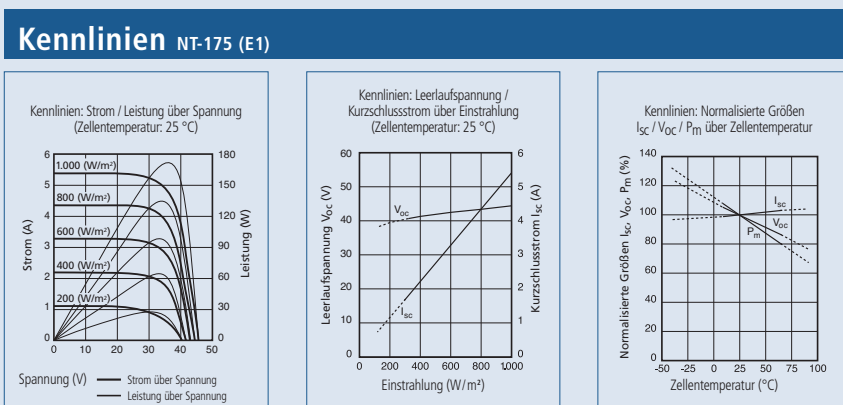 Kennlinien NT-175 (E1)
Kennlinien: Strom / Leistung über Spannung
(Zellentemperatur: 25 °C)
6
5
4
3
2
1
0
Strom (A)
1.000 (W/m²)
800 (W/m²)
600 (W/m²)
400 (W/m²)
200 (W/m²)
180
150
120
90
60
30
0
Leistung (W)
0 10 20 30 40 50
Spannung (V)
Strom über Spannung
Leistung über Spannung
Kennlinien: Leerlaufspannung /
Kurzschlussstrom über Einstrahlung
(Zellentemperatur: 25 °C)
60
50
40
30
20
10
0
Leerlaufspannung Voc (V)
Voc
Isc
6
5
4
3
2
1
0
Kurzschlussstrom Isc (A)
0 200 400 600 800 1.000
Einstrahlung (W/m²)
Kennlinien: Normalisierte Größen
Isc / Voc / Pm über Zellentemperatur
140
120
100
80
60
40
20
0
Normalisierte Größen Isc, Voc, Pm (%)
Isc
Voc
Pm
-50 -25 0 25 50 75 100
Zellentemperatur (°C)